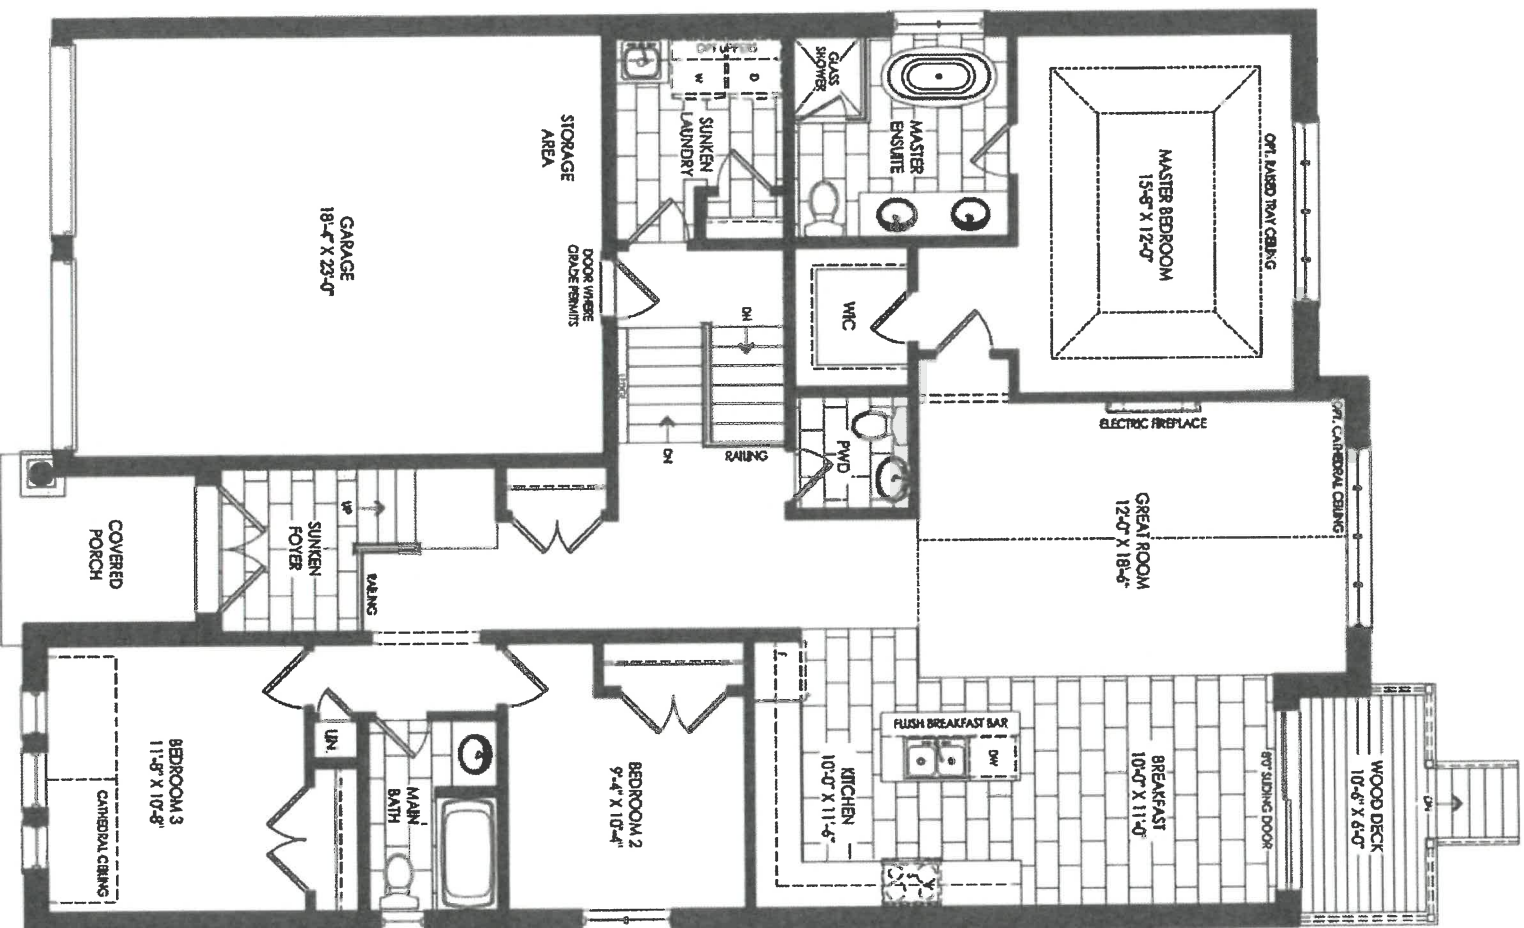 OPT UPPERS
W
D
SUNKEN
LAUNDRY
GLASS
SHOWER
MASTER
ENSUITE
OPT. RAISED TRAY CEILING
MASTER BEDROOM
15'-8" X 12'-0"
STORAGE
AREA
GARAGE
18'-4" X 23'-0"
DOOR WHERE
GRADE PERMITS
DN
WIC
DN
RAILING
PWD
ELECTRIC FIREPLACE
OPT. CATHEDRAL CEILING
GREAT ROOM
12'-0" X 18'-6"
COVERED
PORCH
SUNKEN
FOYER
UP
RAILING
F
FLUSH BREAKFAST BAR
DW
KITCHEN
10'-0" X 11'-6"
BREAKFAST
10'-0" X 11'-0"
8'0" SLIDING DOOR
WOOD DECK
10'-6" X 6'-0"
DN
BEDROOM 3
11'-8" X 10'-8"
CATHEDRAL CEILING
LIN.
MAIN
BATH
BEDROOM 2
9'-4" X 10'-4"